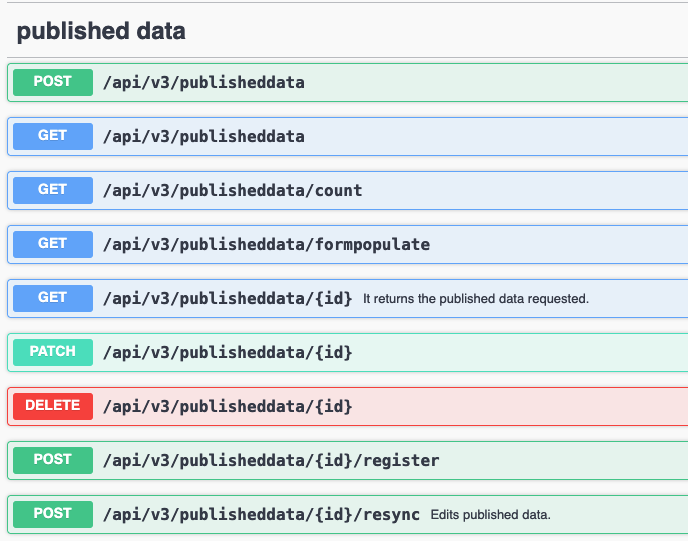 published data
POST /api/v3/publisheddata
GET /api/v3/publisheddata
GET /api/v3/publisheddata/count
GET /api/v3/publisheddata/formpopulate
GET /api/v3/publisheddata/{id} It returns the published data requested.
PATCH /api/v3/publisheddata/{id}
DELETE /api/v3/publisheddata/{id}
POST /api/v3/publisheddata/{id}/register
POST /api/v3/publisheddata/{id}/resync Edits published data.